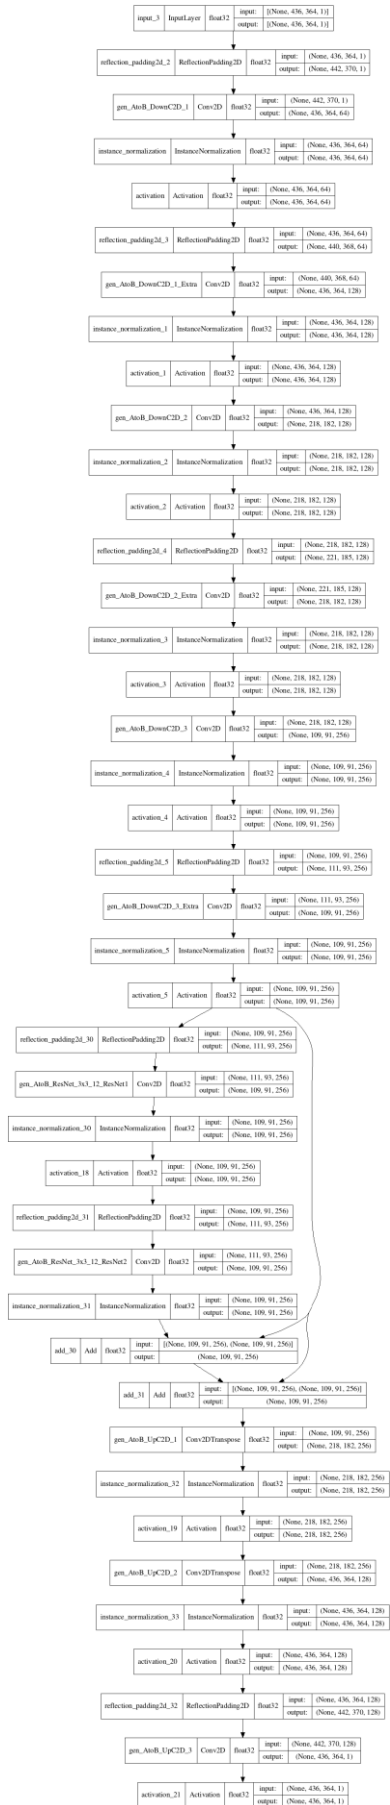 input_3 InputLayer float32 input: [(None, 436, 364, 1)]
output: [(None, 436, 364, 1)]
reflection_padding2d_2 ReflectionPadding2D float32 input: (None, 436, 364, 1)
output: (None, 442, 370, 1)
gen_AtoB_DownC2D_1 Conv2D float32 input: (None, 442, 370, 1)
output: (None, 436, 364, 64)
instance_normalization InstanceNormalization float32 input: (None, 436, 364, 64)
output: (None, 436, 364, 64)
activation Activation float32 input: (None, 436, 364, 64)
output: (None, 436, 364, 64)
reflection_padding2d_3 ReflectionPadding2D float32 input: (None, 436, 364, 64)
output: (None, 440, 368, 64)
gen_AtoB_DownC2D_1_Extra Conv2D float32 input: (None, 440, 368, 64)
output: (None, 436, 364, 128)
instance_normalization_1 InstanceNormalization float32 input: (None, 436, 364, 128)
output: (None, 436, 364, 128)
activation_1 Activation float32 input: (None, 436, 364, 128)
output: (None, 436, 364, 128)
gen_AtoB_DownC2D_2 Conv2D float32 input: (None, 436, 364, 128)
output: (None, 218, 182, 128)
instance_normalization_2 InstanceNormalization float32 input: (None, 218, 182, 128)
output: (None, 218, 182, 128)
activation_2 Activation float32 input: (None, 218, 182, 128)
output: (None, 218, 182, 128)
reflection_padding2d_4 ReflectionPadding2D float32 input: (None, 218, 182, 128)
output: (None, 221, 185, 128)
gen_AtoB_DownC2D_2_Extra Conv2D float32 input: (None, 221, 185, 128)
output: (None, 218, 182, 128)
instance_normalization_3 InstanceNormalization float32 input: (None, 218, 182, 128)
output: (None, 218, 182, 128)
activation_3 Activation float32 input: (None, 218, 182, 128)
output: (None, 218, 182, 128)
gen_AtoB_DownC2D_3 Conv2D float32 input: (None, 218, 182, 128)
output: (None, 109, 91, 256)
instance_normalization_4 InstanceNormalization float32 input: (None, 109, 91, 256)
output: (None, 109, 91, 256)
activation_4 Activation float32 input: (None, 109, 91, 256)
output: (None, 109, 91, 256)
reflection_padding2d_5 ReflectionPadding2D float32 input: (None, 109, 91, 256)
output: (None, 111, 93, 256)
gen_AtoB_DownC2D_3_Extra Conv2D float32 input: (None, 111, 93, 256)
output: (None, 109, 91, 256)
instance_normalization_5 InstanceNormalization float32 input: (None, 109, 91, 256)
output: (None, 109, 91, 256)
activation_5 Activation float32 input: (None, 109, 91, 256)
output: (None, 109, 91, 256)
reflection_padding2d_30 ReflectionPadding2D float32 input: (None, 109, 91, 256)
output: (None, 111, 93, 256)
gen_AtoB_ResNet_3x3_12_ResNet1 Conv2D float32 input: (None, 111, 93, 256)
output: (None, 109, 91, 256)
instance_normalization_30 InstanceNormalization float32 input: (None, 109, 91, 256)
output: (None, 109, 91, 256)
activation_18 Activation float32 input: (None, 109, 91, 256)
output: (None, 109, 91, 256)
reflection_padding2d_31 ReflectionPadding2D float32 input: (None, 109, 91, 256)
output: (None, 111, 93, 256)
gen_AtoB_ResNet_3x3_12_ResNet2 Conv2D float32 input: (None, 111, 93, 256)
output: (None, 109, 91, 256)
instance_normalization_31 InstanceNormalization float32 input: (None, 109, 91, 256)
output: (None, 109, 91, 256)
add_30 Add float32 input: [(None, 109, 91, 256), (None, 109, 91, 256)]
output: (None, 109, 91, 256)
add_31 Add float32 input: [(None, 109, 91, 256), (None, 109, 91, 256)]
output: (None, 109, 91, 256)
gen_AtoB_UpC2D_1 Conv2DTranspose float32 input: (None, 109, 91, 256)
output: (None, 218, 182, 256)
instance_normalization_32 InstanceNormalization float32 input: (None, 218, 182, 256)
output: (None, 218, 182, 256)
activation_19 Activation float32 input: (None, 218, 182, 256)
output: (None, 218, 182, 256)
gen_AtoB_UpC2D_2 Conv2DTranspose float32 input: (None, 218, 182, 256)
output: (None, 436, 364, 128)
instance_normalization_33 InstanceNormalization float32 input: (None, 436, 364, 128)
output: (None, 436, 364, 128)
activation_20 Activation float32 input: (None, 436, 364, 128)
output: (None, 436, 364, 128)
reflection_padding2d_32 ReflectionPadding2D float32 input: (None, 436, 364, 128)
output: (None, 442, 370, 128)
gen_AtoB_UpC2D_3 Conv2D float32 input: (None, 442, 370, 128)
output: (None, 436, 364, 1)
activation_21 Activation float32 input: (None, 436, 364, 1)
output: (None, 436, 364, 1)